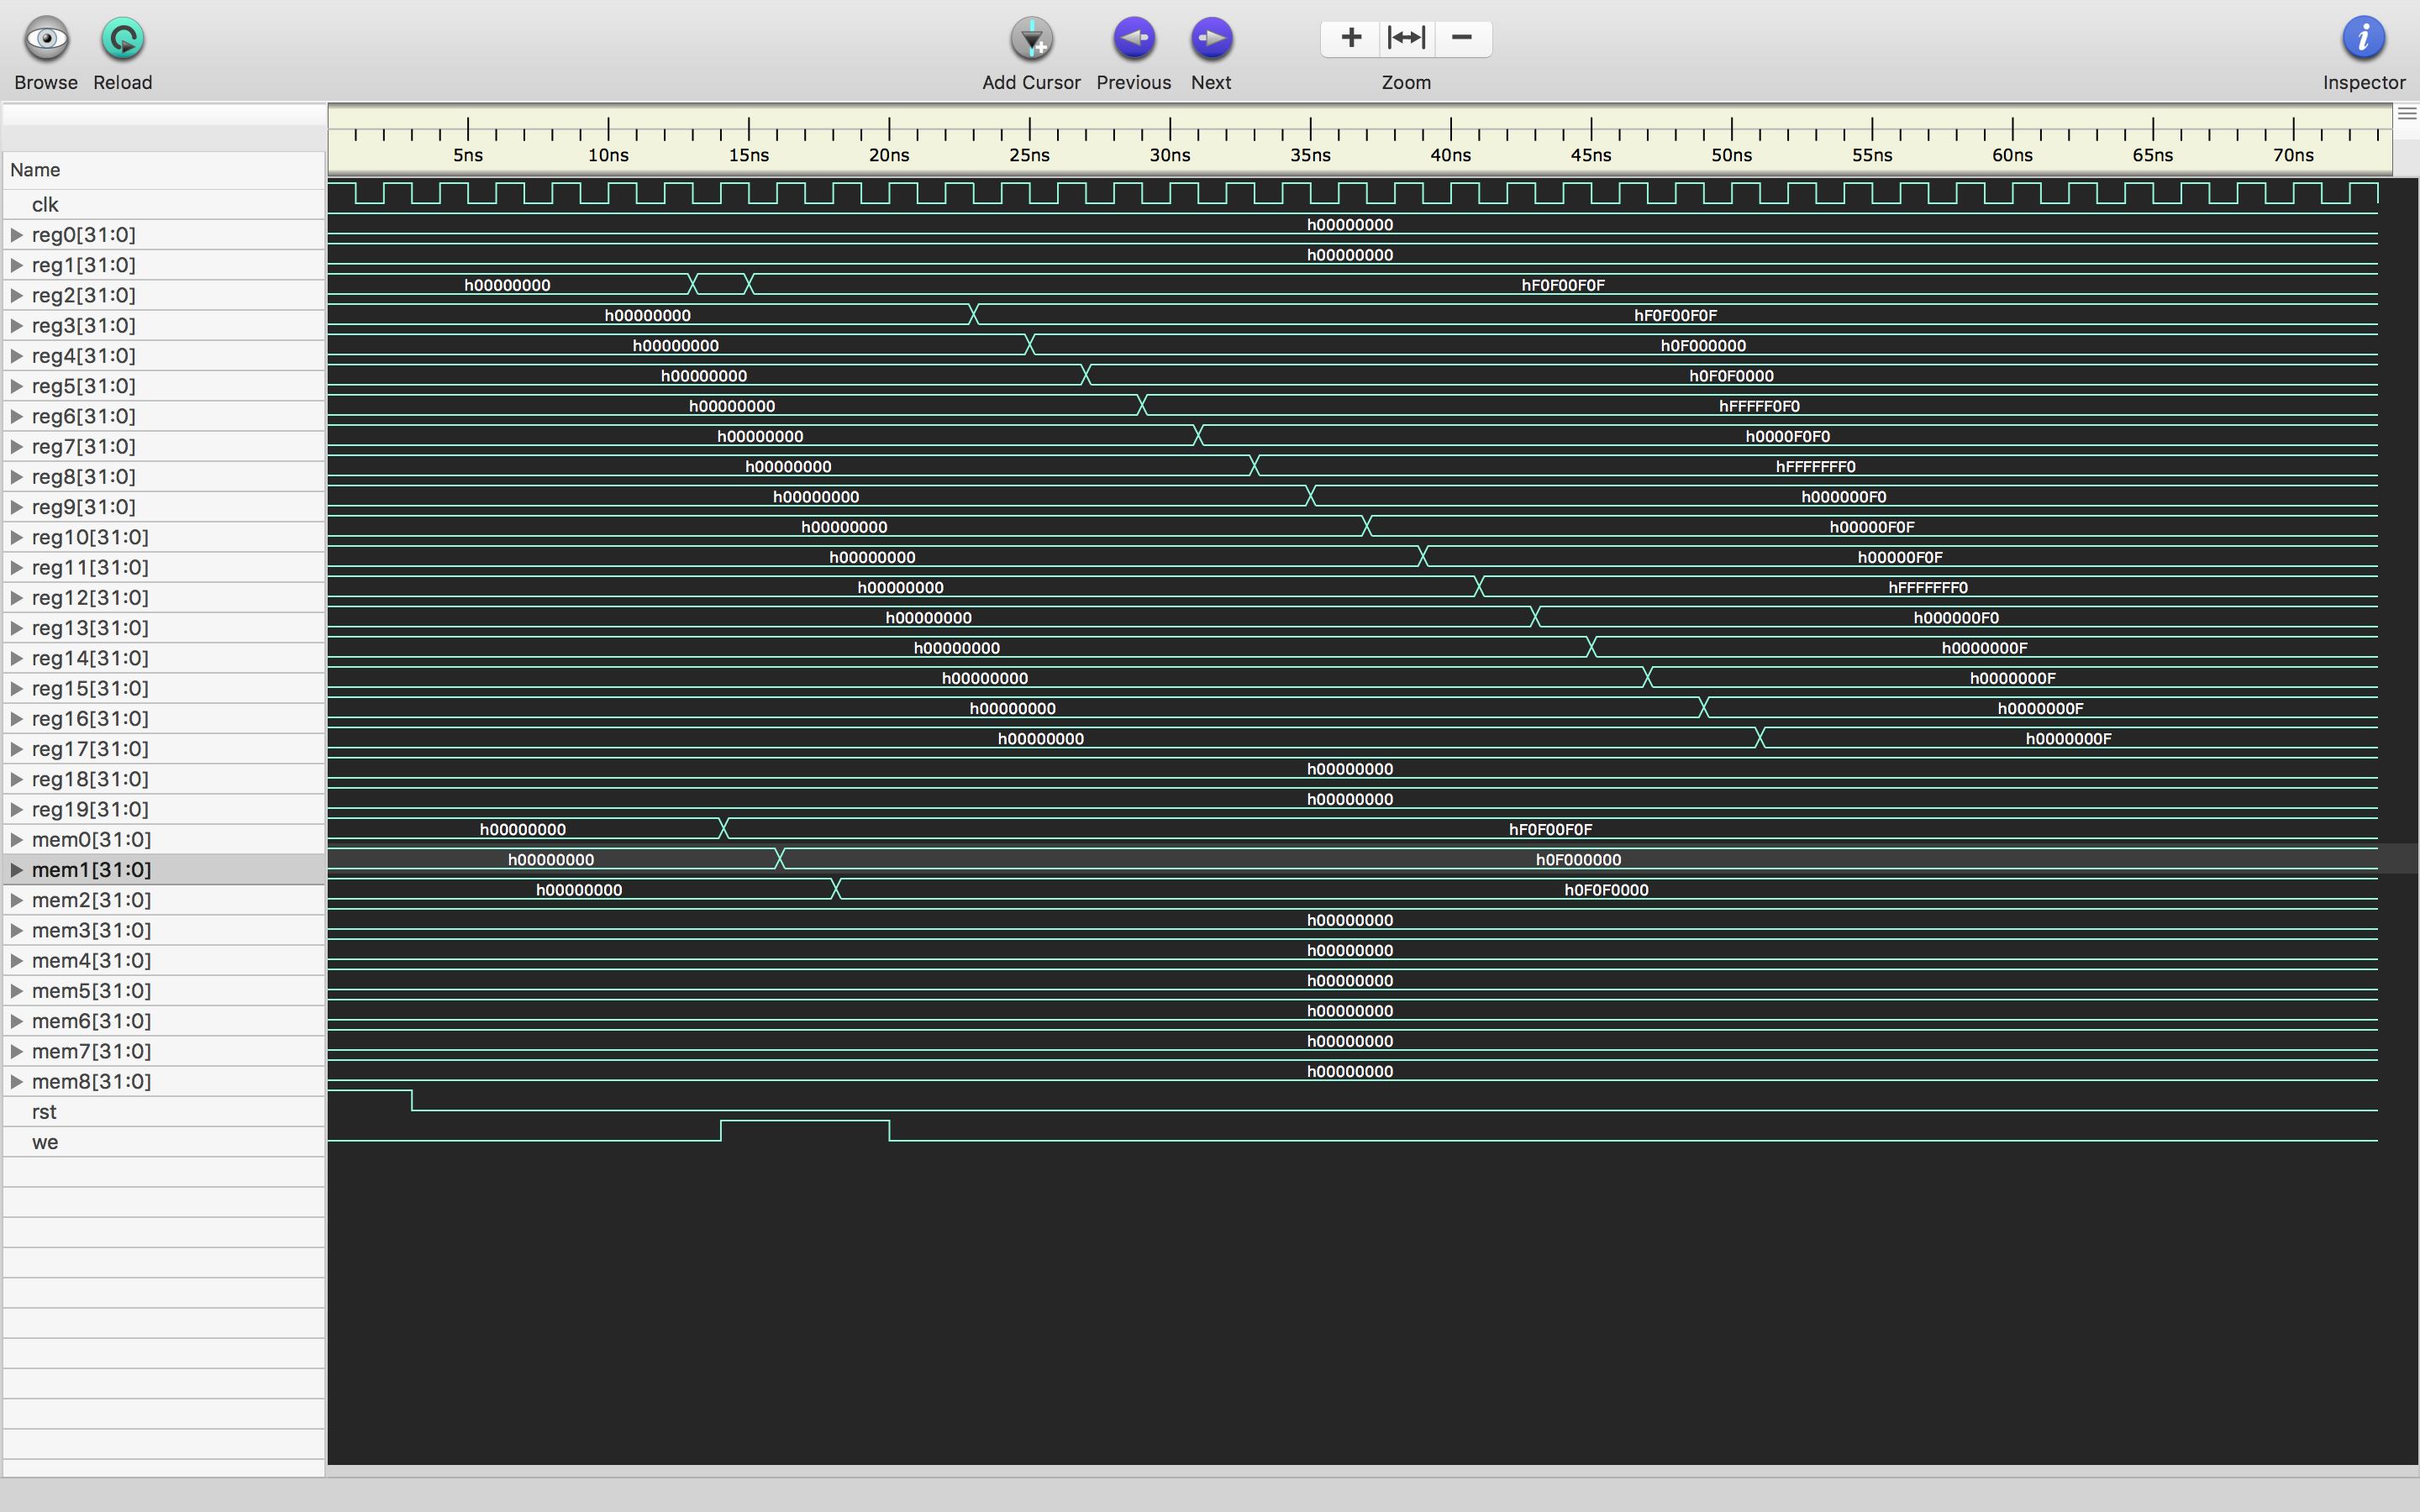 Browse Reload Add Cursor Previous Next Zoom Inspector
5ns 10ns 15ns 20ns 25ns 30ns 35ns 40ns 45ns 50ns 55ns 60ns 65ns 70ns
Name
clk
reg0[31:0] h00000000
reg1[31:0] h00000000
reg2[31:0] h00000000 hF0F00F0F
reg3[31:0] h00000000 hF0F00F0F
reg4[31:0] h00000000 h0F000000
reg5[31:0] h00000000 h0F0F0000
reg6[31:0] h00000000 hFFFFF0F0
reg7[31:0] h00000000 h0000F0F0
reg8[31:0] h00000000 hFFFFFFF0
reg9[31:0] h00000000 h000000F0
reg10[31:0] h00000000 h00000F0F
reg11[31:0] h00000000 h00000F0F
reg12[31:0] h00000000 hFFFFFFF0
reg13[31:0] h00000000 h000000F0
reg14[31:0] h00000000 h0000000F
reg15[31:0] h00000000 h0000000F
reg16[31:0] h00000000 h0000000F
reg17[31:0] h00000000 h0000000F
reg18[31:0] h00000000
reg19[31:0] h00000000
mem0[31:0] h00000000 hF0F00F0F
mem1[31:0] h00000000 h0F000000
mem2[31:0] h00000000 h0F0F0000
mem3[31:0] h00000000
mem4[31:0] h00000000
mem5[31:0] h00000000
mem6[31:0] h00000000
mem7[31:0] h00000000
mem8[31:0] h00000000
rst
we